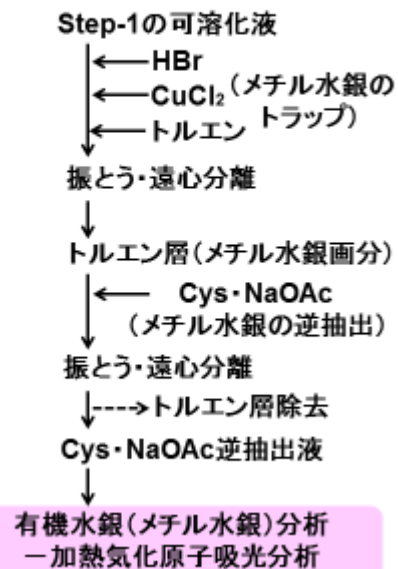 Step-1の可溶化液
HBr
CuCl₂(メチル水銀の
トラップ)
トルエン
振とう・遠心分離
トルエン層(メチル水銀画分)
Cys・NaOAc
(メチル水銀の逆抽出)
振とう・遠心分離
トルエン層除去
Cys・NaOAc逆抽出液
有機水銀(メチル水銀)分析
－加熱気化原子吸光分析